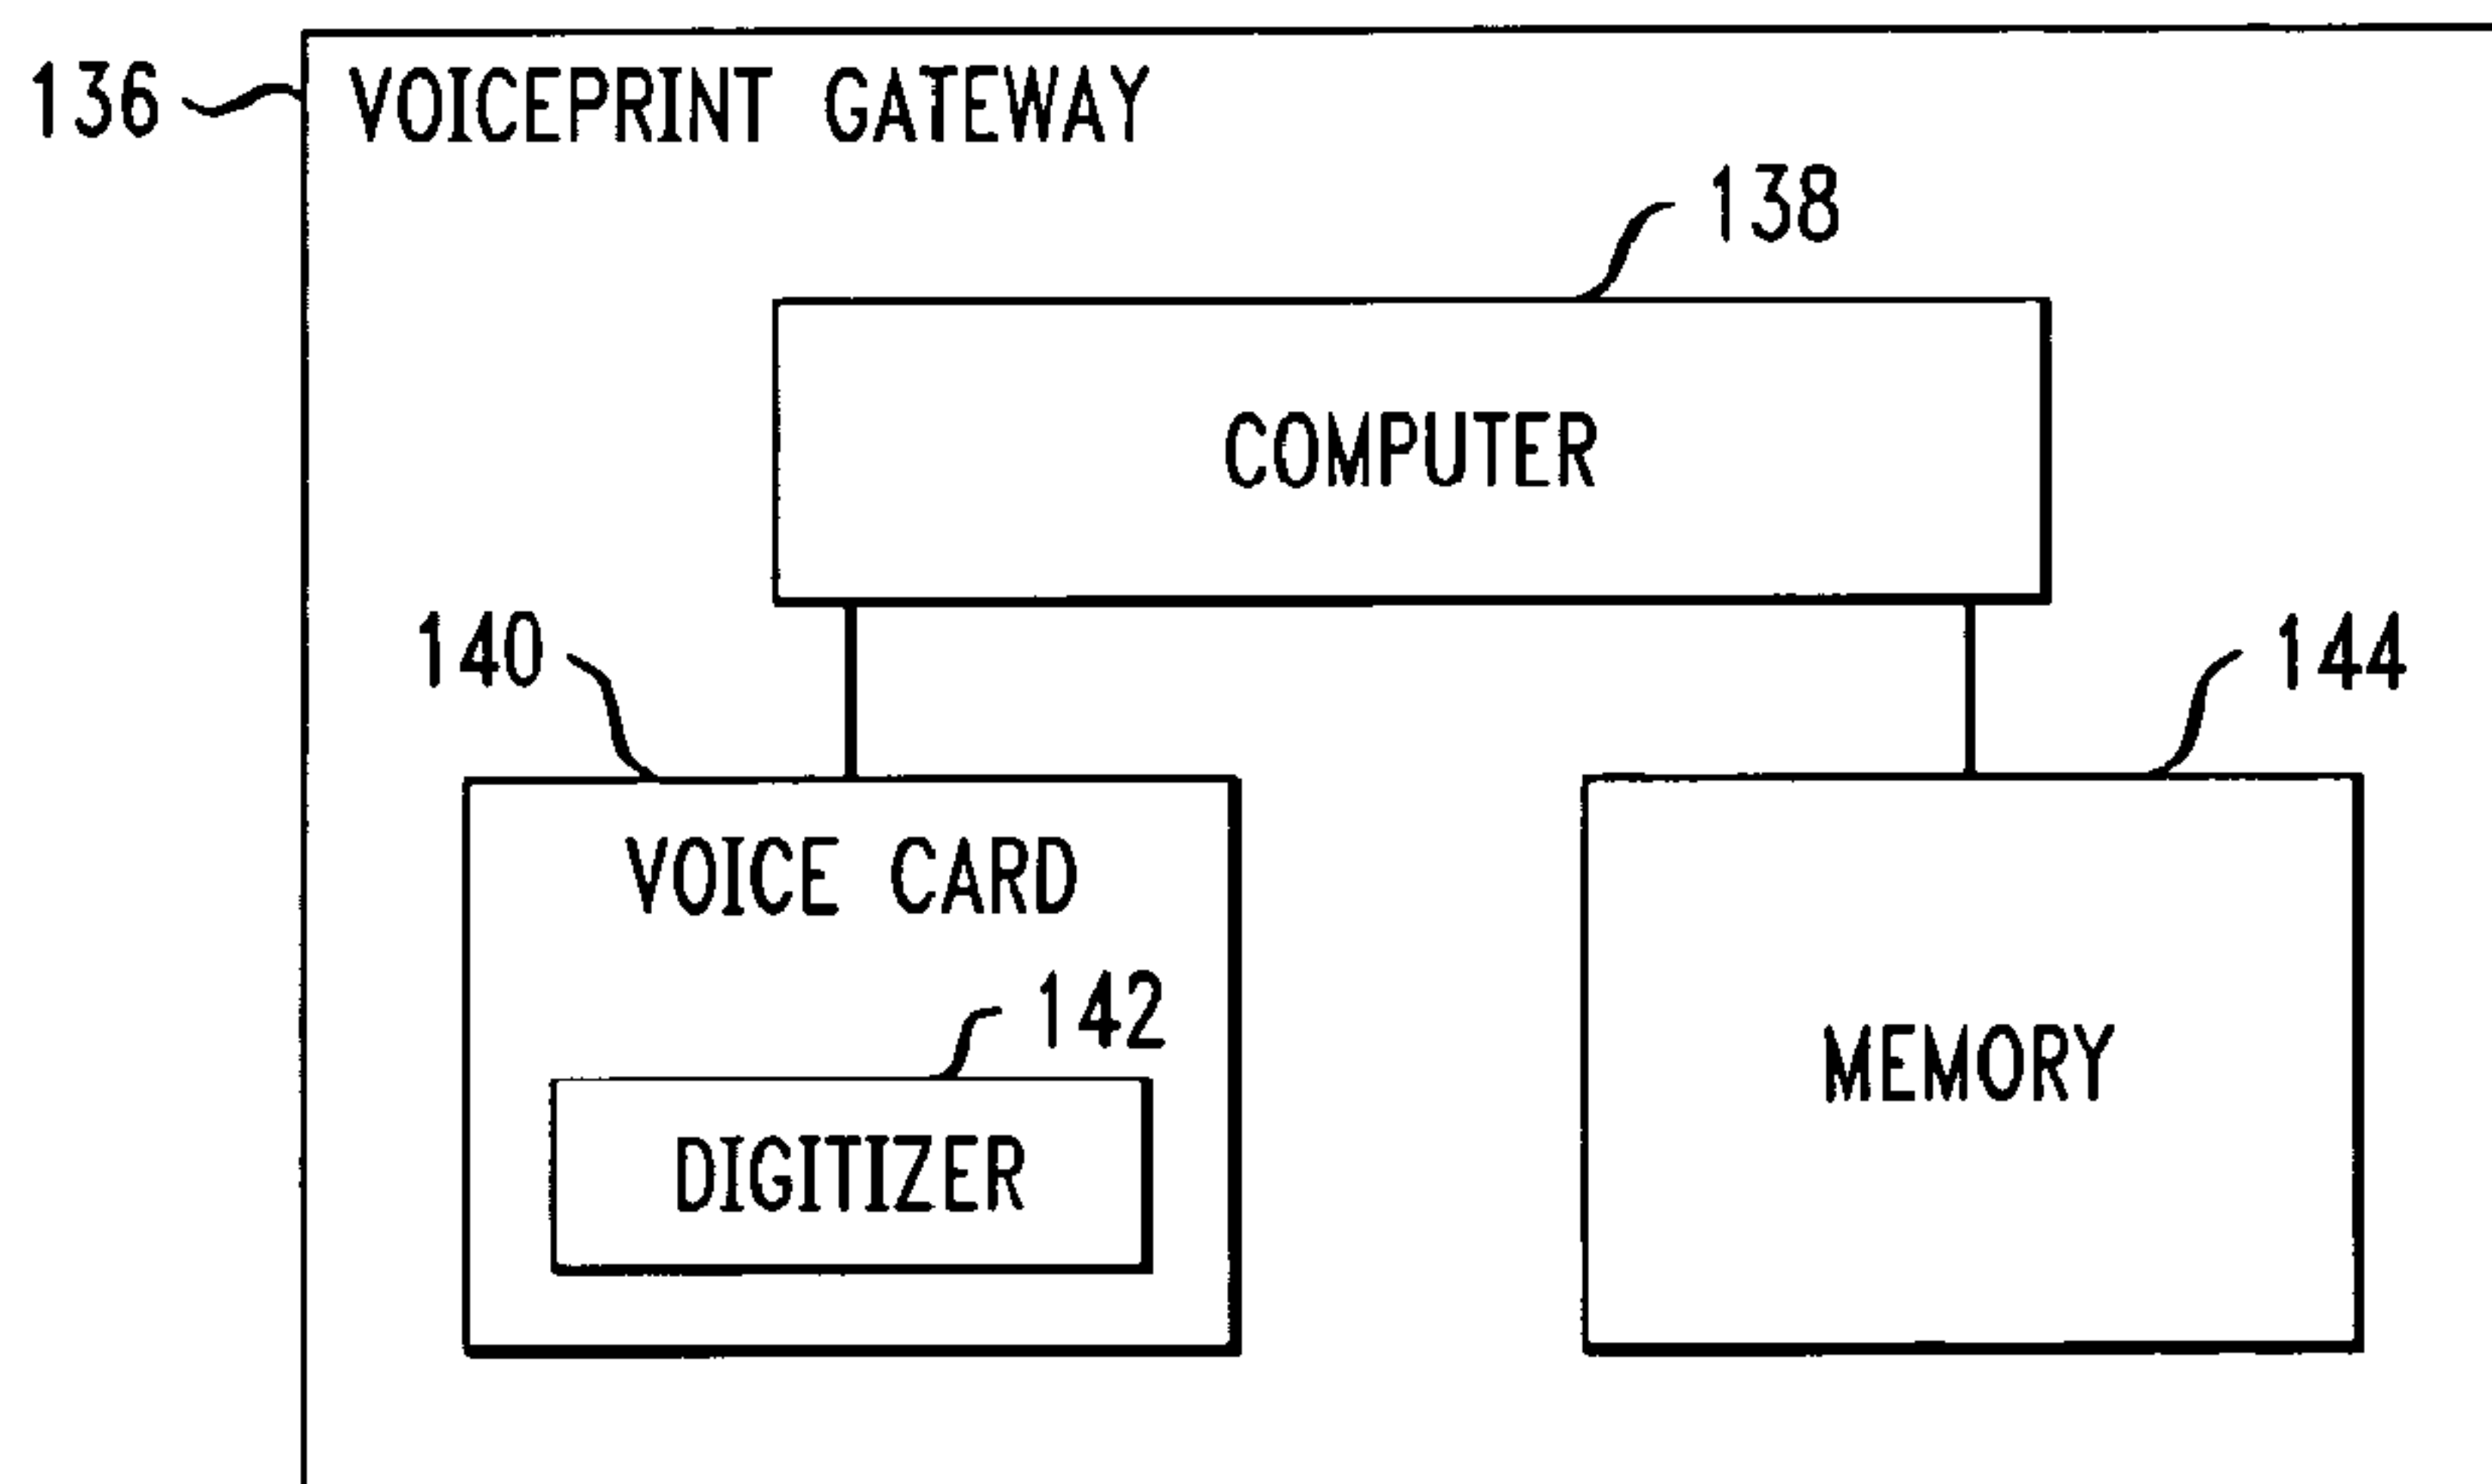 136
VOICEPRINT GATEWAY
138
COMPUTER
140
144
VOICE CARD
142
DIGITIZER
MEMORY